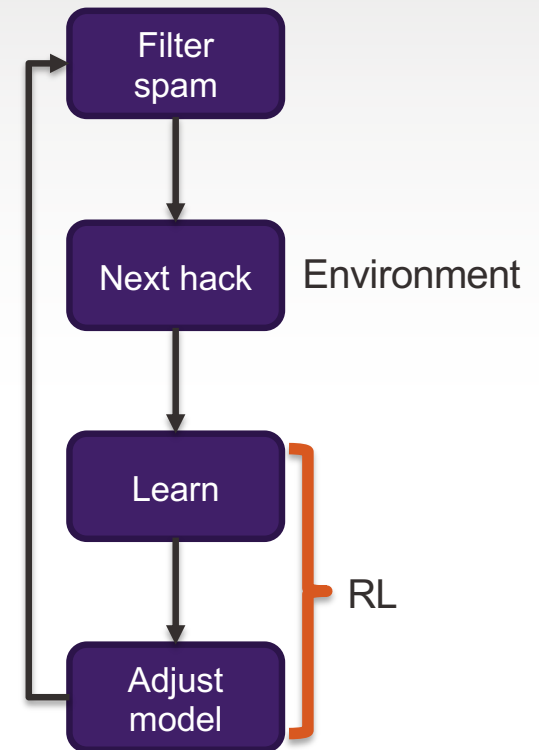 Filter
spam
Next hack
Environment
Learn
RL
Adjust
model